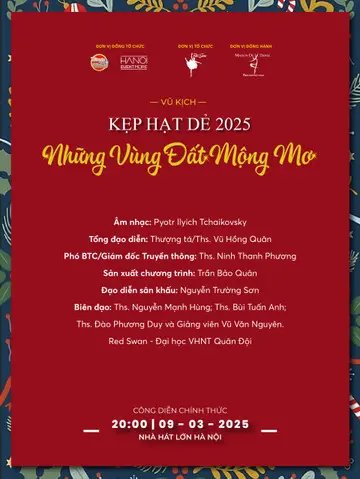 ĐƠN VỊ ĐỒNG TỔ CHỨC
ĐƠN VỊ TỔ CHỨC
ĐƠN VỊ ĐỒNG HÀNH
HANOI
— VŨ KỊCH —
KẸP HẠT DẺ 2025
Những Vùng Đất Mộng Mơ
Âm nhạc: Pyotr Ilyich Tchaikovsky
Tổng đạo diễn: Thượng tá/Ths. Vũ Hồng Quân
Phó BTC/Giám đốc Truyền thông: Ths. Ninh Thanh Phương
Sản xuất chương trình: Trần Bảo Quân
Đạo diễn sân khấu: Nguyễn Trường Sơn
Biên đạo: Ths. Nguyễn Mạnh Hùng; Ths. Bùi Tuấn Anh;
Ths. Đào Phương Duy và Giảng viên Vũ Văn Nguyên.
Red Swan - Đại học VHNT Quân Đội
CÔNG DIỄN CHÍNH THỨC
20:00 | 09 - 03 - 2025
NHÀ HÁT LỚN HÀ NỘI